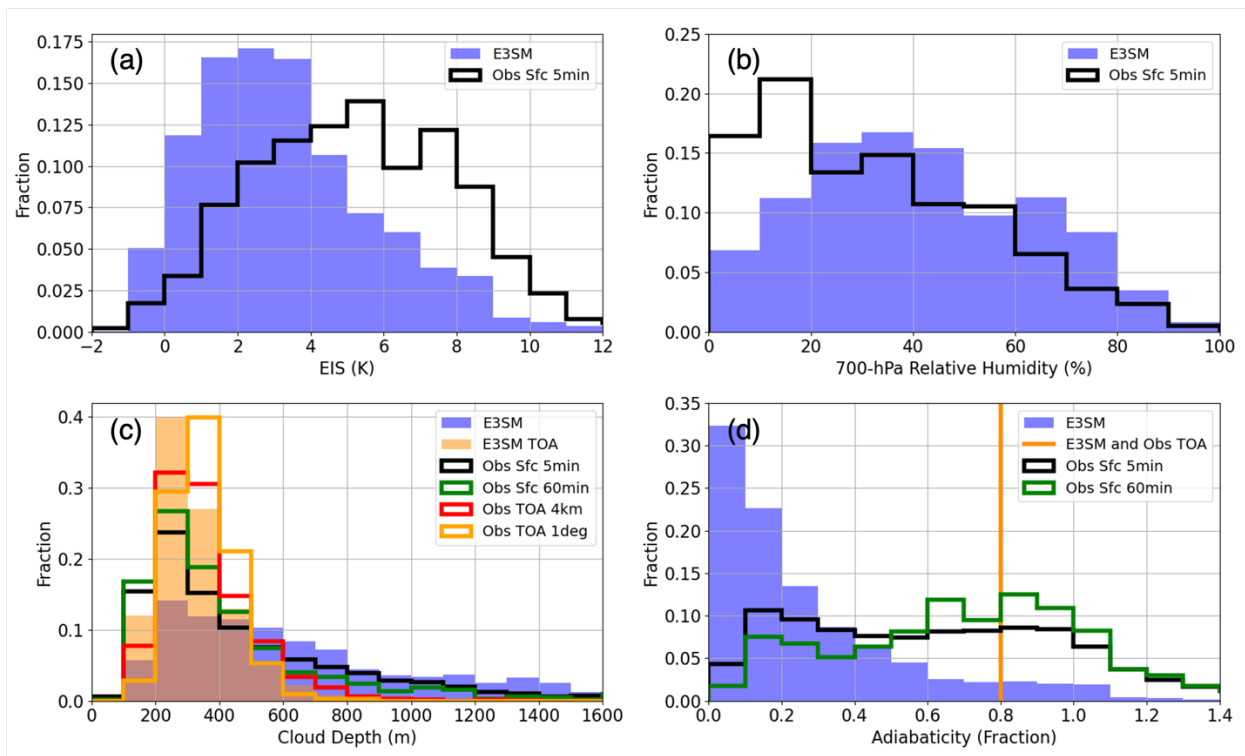 (a)
E3SM
Obs Sfc 5min
0.175
0.150
0.125
0.100
0.075
0.050
0.025
0.000
Fraction
−2 0 2 4 6 8 10 12
EIS (K)
(b)
E3SM
Obs Sfc 5min
0.25
0.20
0.15
0.10
0.05
0.00
Fraction
0 20 40 60 80 100
700-hPa Relative Humidity (%)
(c)
E3SM
E3SM TOA
Obs Sfc 5min
Obs Sfc 60min
Obs TOA 4km
Obs TOA 1deg
0.4
0.3
0.2
0.1
0.0
Fraction
0 200 400 600 800 1000 1200 1400 1600
Cloud Depth (m)
(d)
E3SM
E3SM and Obs TOA
Obs Sfc 5min
Obs Sfc 60min
0.35
0.30
0.25
0.20
0.15
0.10
0.05
0.00
Fraction
0.0 0.2 0.4 0.6 0.8 1.0 1.2 1.4
Adiabaticity (Fraction)